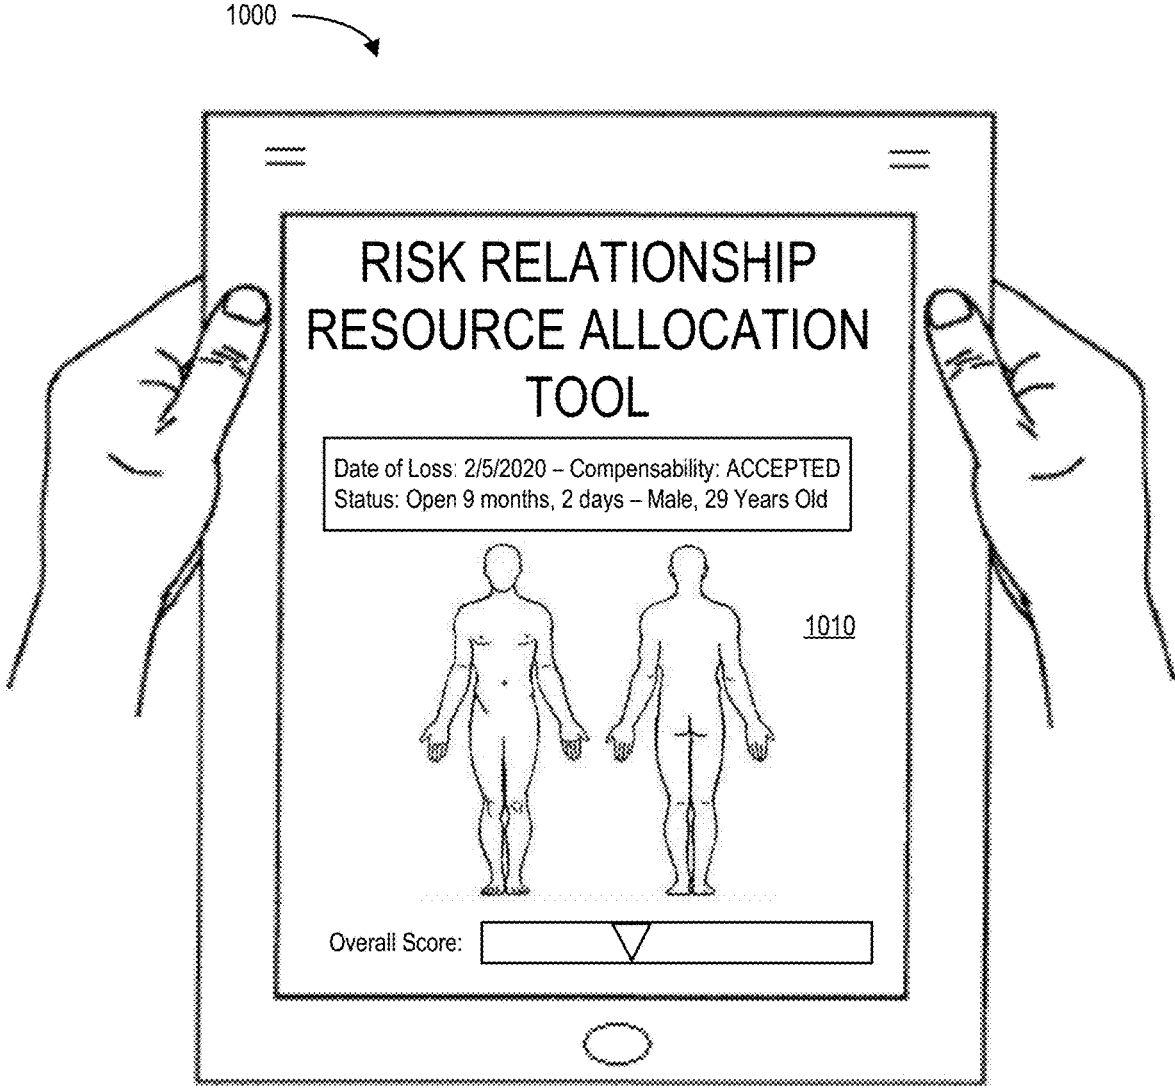 1000
RISK RELATIONSHIP
RESOURCE ALLOCATION
TOOL
Date of Loss: 2/5/2020 – Compensability: ACCEPTED
Status: Open 9 months, 2 days – Male, 29 Years Old
1010
Overall Score: